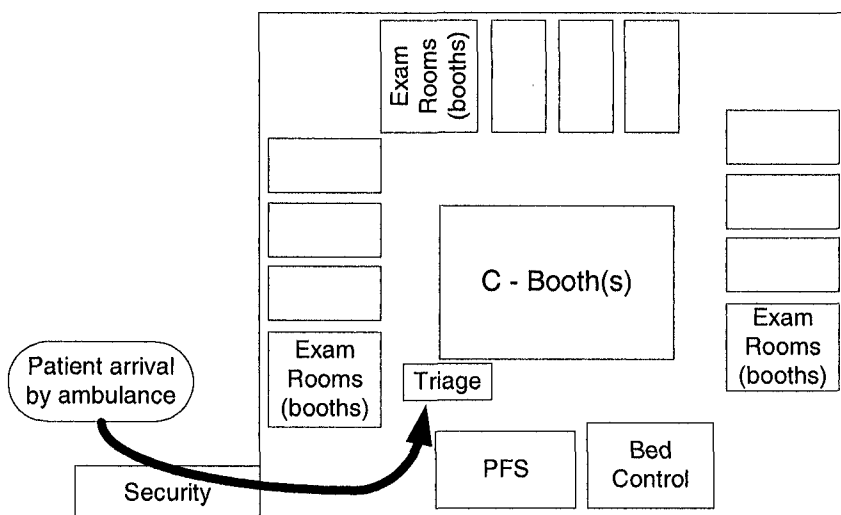 Exam
Rooms
(booths)
C - Booth(s)
Exam
Rooms
(booths)
Exam
Rooms
(booths)
Patient arrival
by ambulance
Triage
PFS
Bed
Control
Security